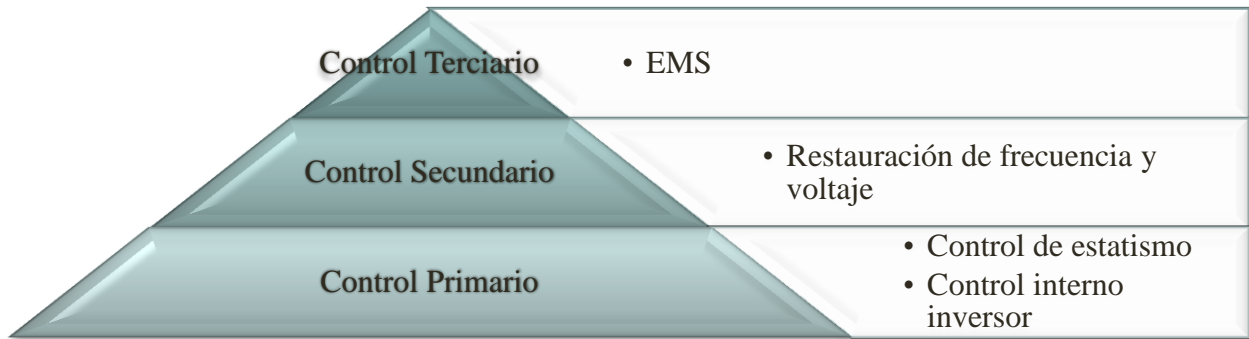 Control Terciario
• EMS
Control Secundario
• Restauración de frecuencia y
voltaje
Control Primario
• Control de estatismo
• Control interno
inversor